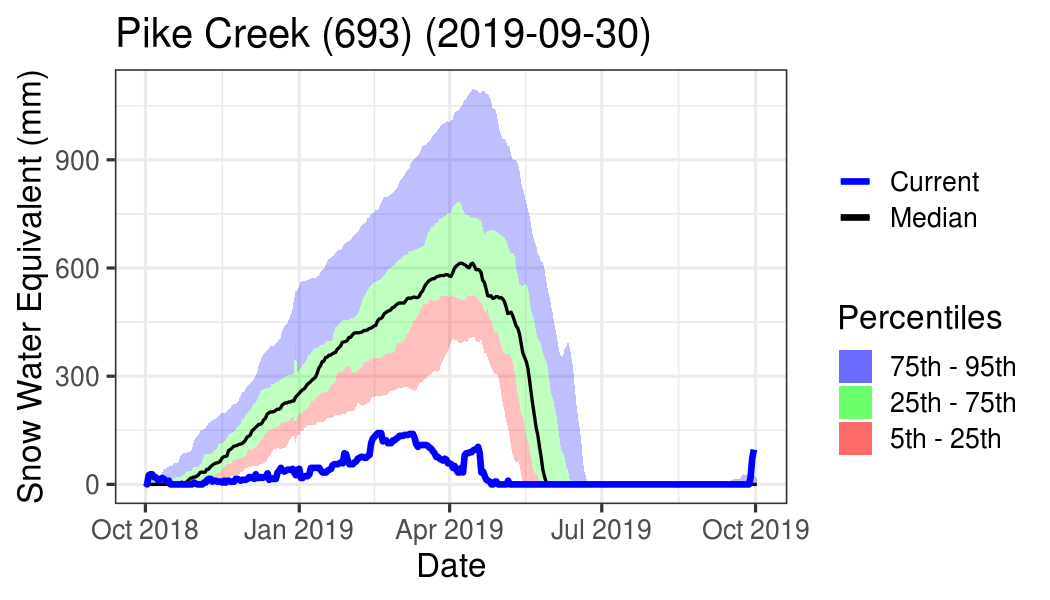 Pike Creek (693) (2019-09-30)
Snow Water Equivalent (mm)
900
600
300
0
Oct 2018
Jan 2019
Apr 2019
Jul 2019
Oct 2019
Date
Current
Median
Percentiles
75th - 95th
25th - 75th
5th - 25th